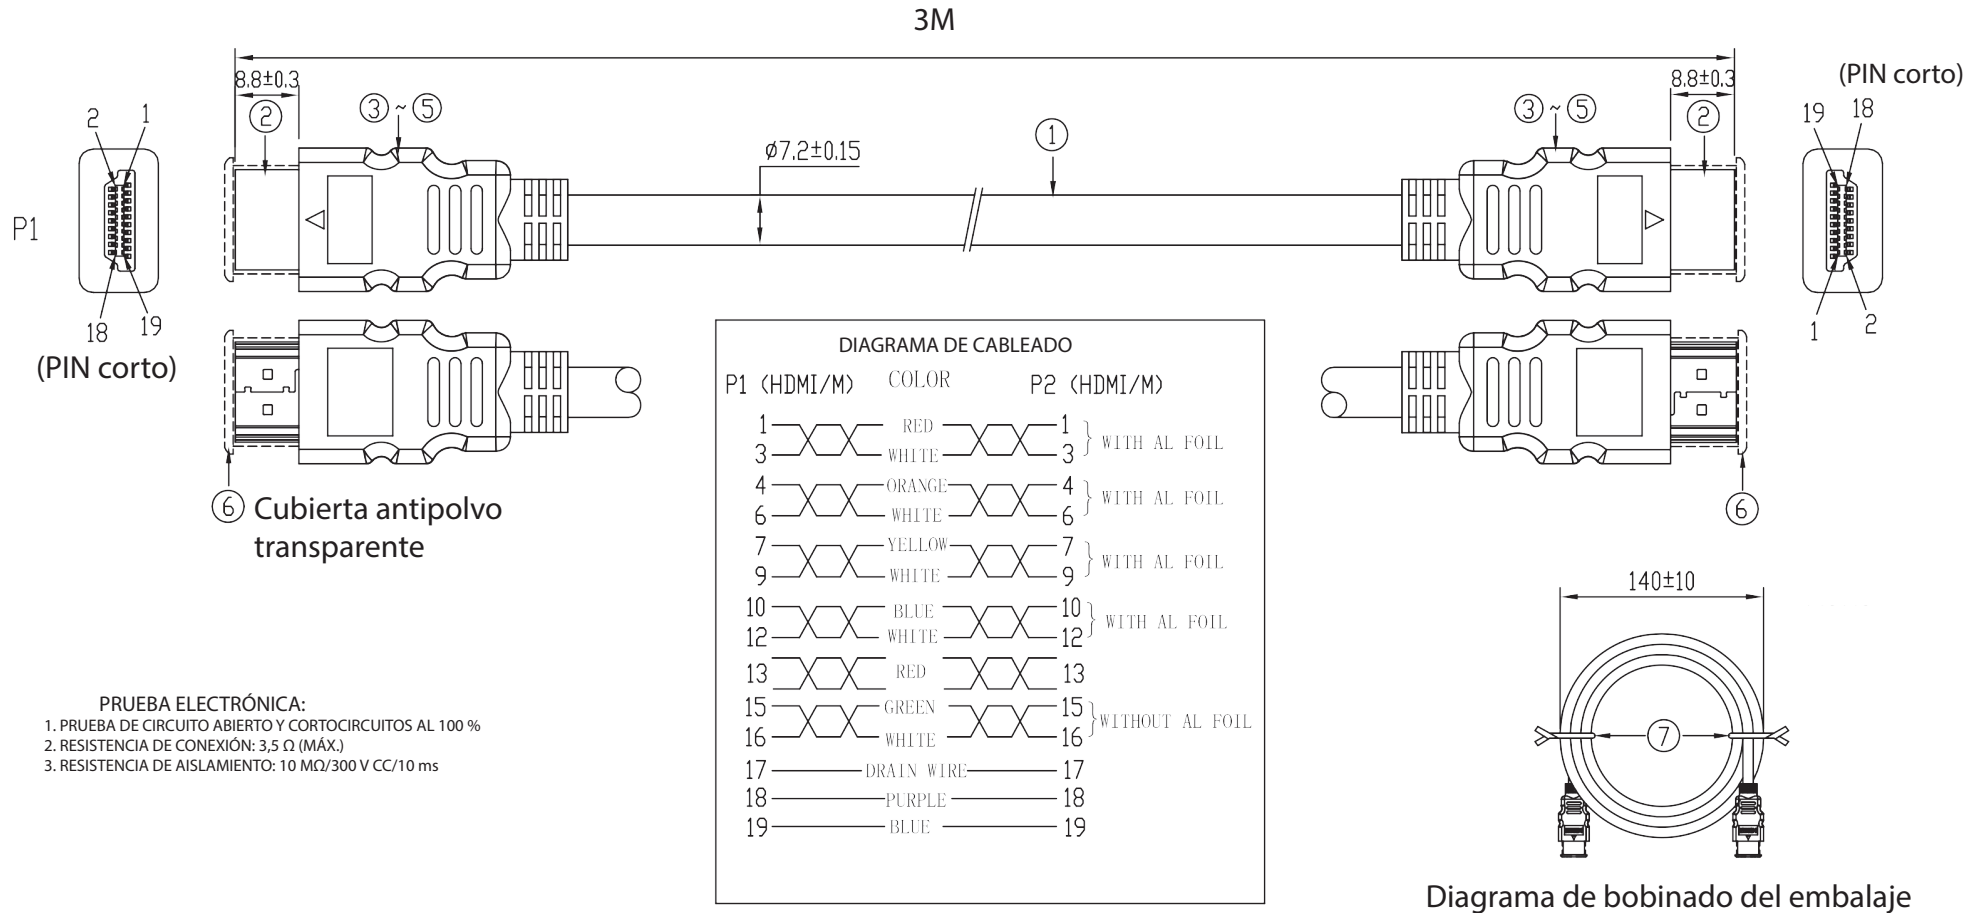 3M
8.8±0.3
8.8±0.3
(PIN corto)
2
1
2
3 ~ 5
1
3 ~ 5
2
19
18
ø7.2±0.15
P1
18
19
1
2
(PIN corto)
6 Cubierta antipolvo
transparente
6
DIAGRAMA DE CABLEADO
P1 (HDMI/M) COLOR P2 (HDMI/M)
1 RED 1
3 WHITE 3
WITH AL FOIL
4 ORANGE 4
6 WHITE 6
WITH AL FOIL
7 YELLOW 7
9 WHITE 9
WITH AL FOIL
10 BLUE 10
12 WHITE 12
WITH AL FOIL
13 RED 13
15 GREEN 15
16 WHITE 16
WITHOUT AL FOIL
17 DRAIN WIRE 17
18 PURPLE 18
19 BLUE 19
PRUEBA ELECTRÓNICA:
1. PRUEBA DE CIRCUITO ABIERTO Y CORTOCIRCUITOS AL 100 %
2. RESISTENCIA DE CONEXIÓN: 3,5 Ω (MÁX.)
3. RESISTENCIA DE AISLAMIENTO: 10 MΩ/300 V CC/10 ms
140±10
7
Diagrama de bobinado del embalaje